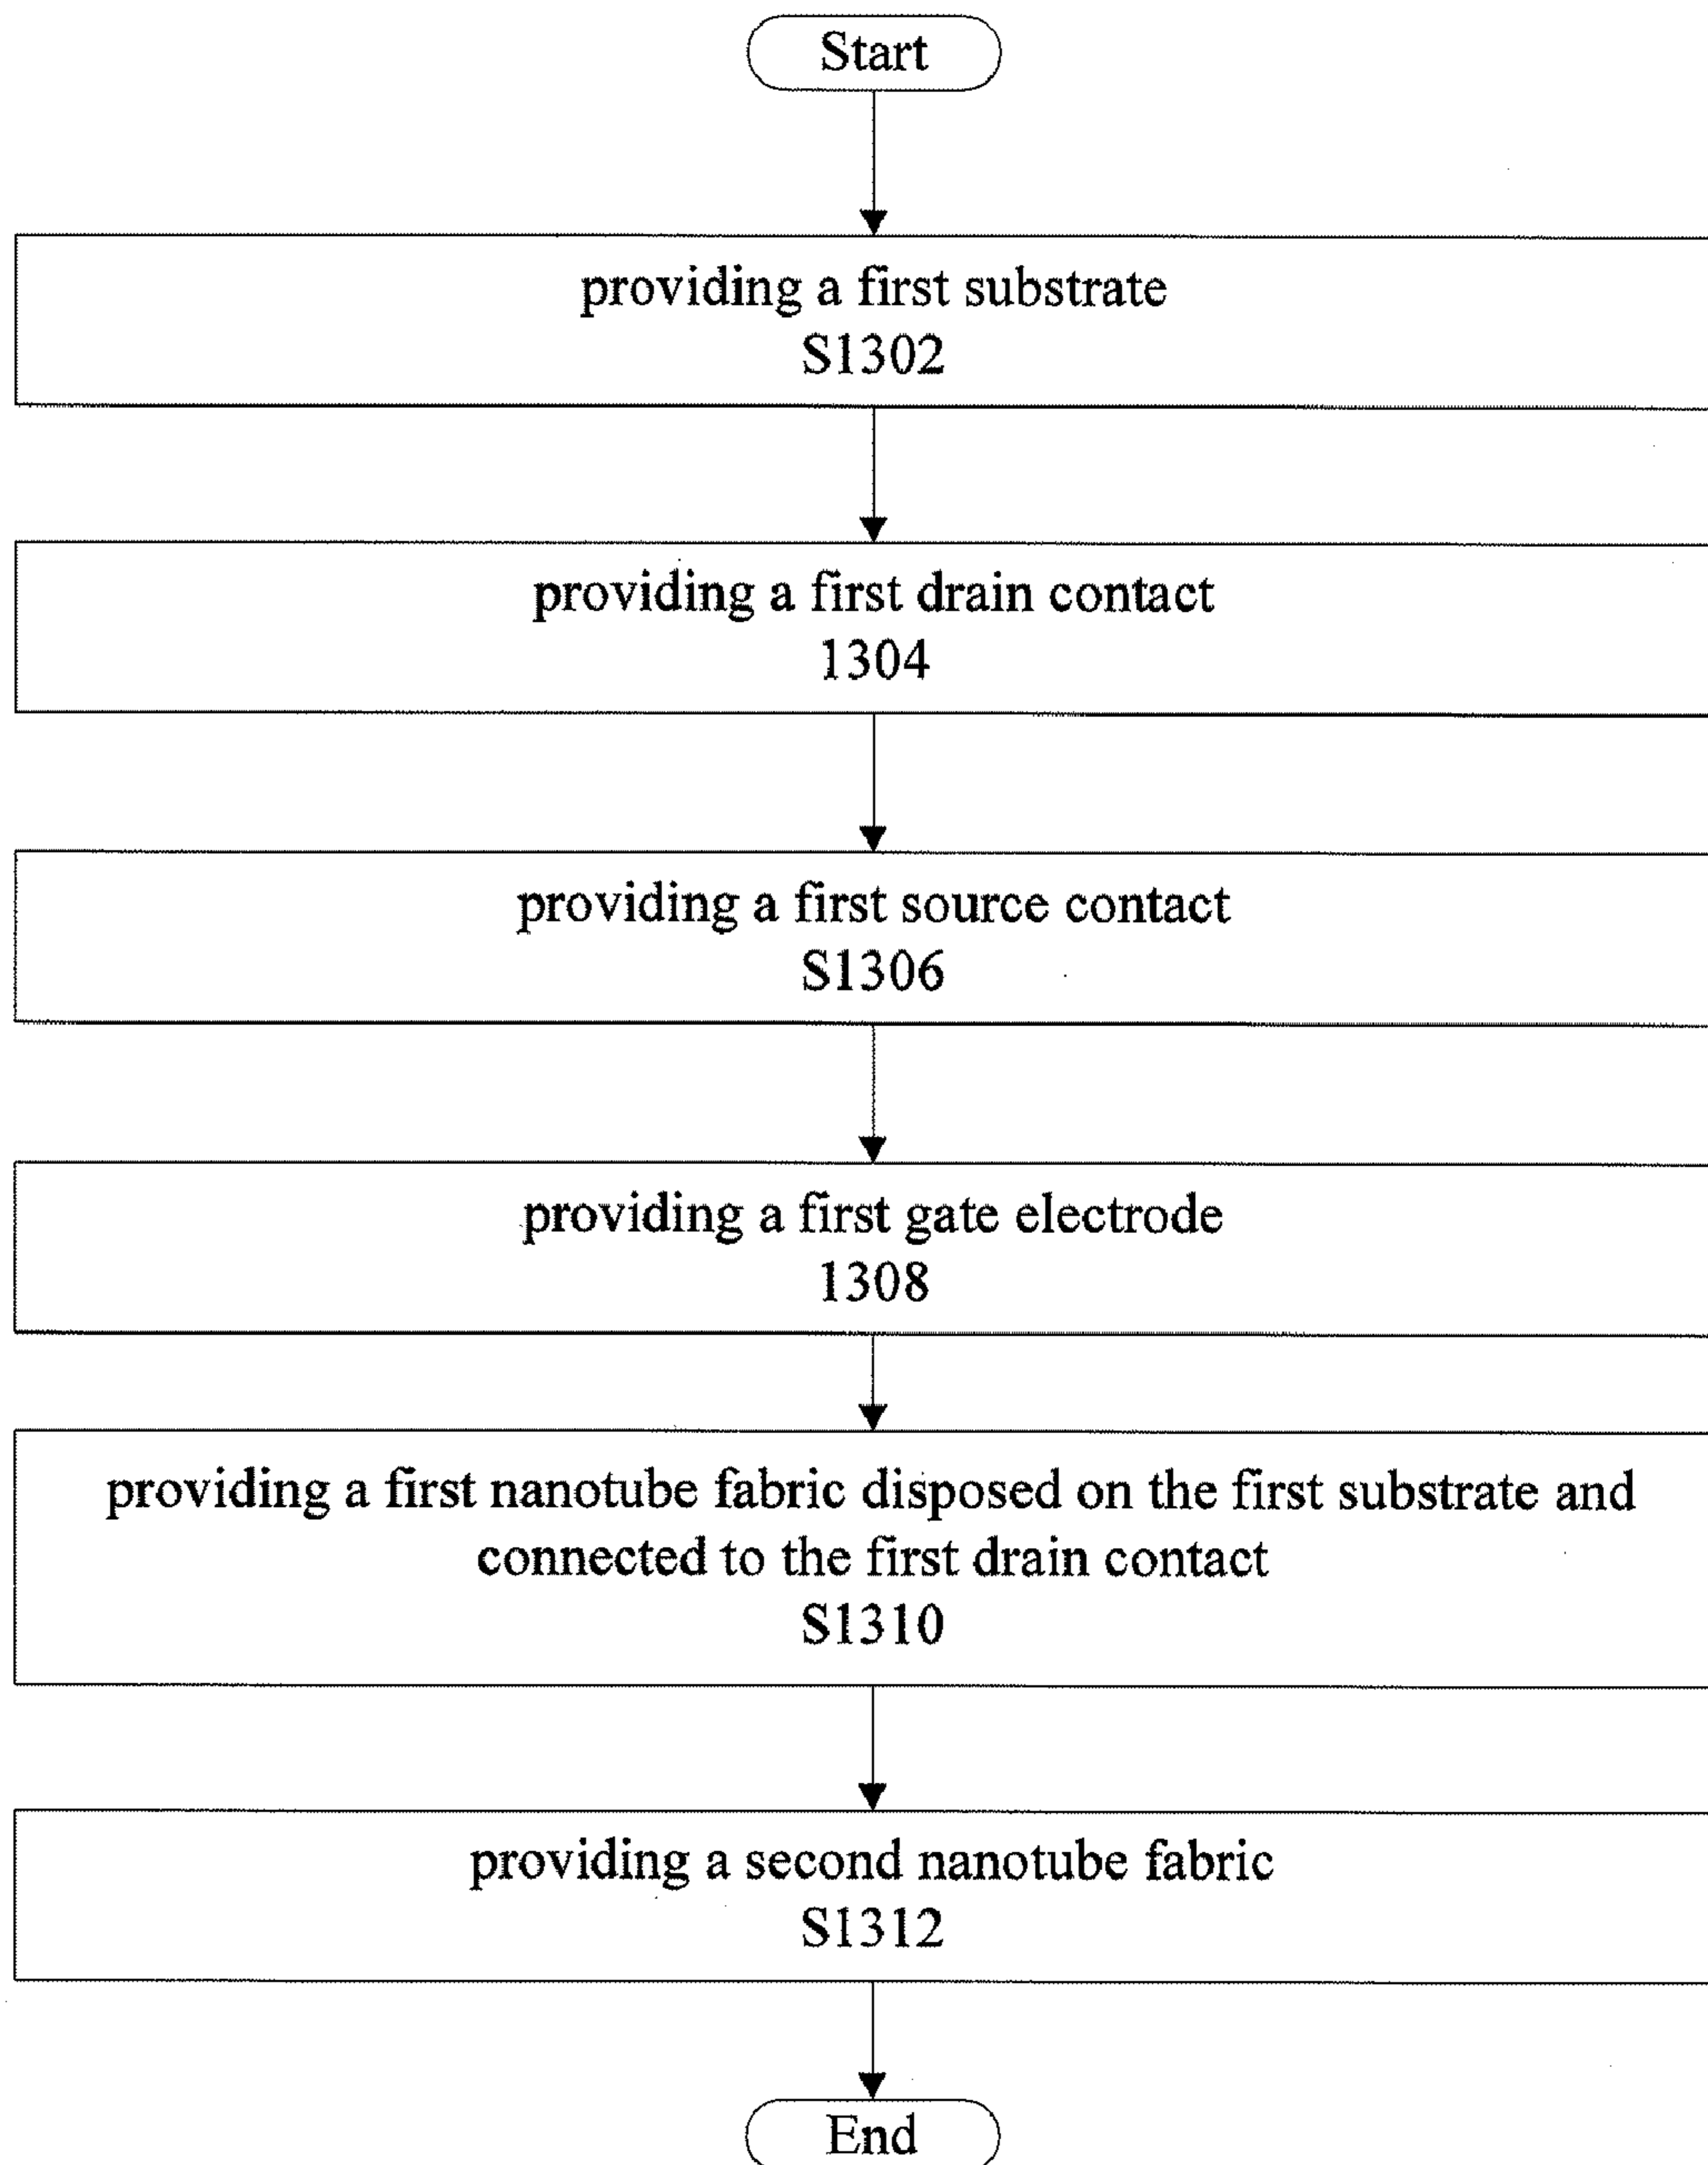 Start
providing a first substrate
S1302
providing a first drain contact
1304
providing a first source contact
S1306
providing a first gate electrode
1308
providing a first nanotube fabric disposed on the first substrate and
connected to the first drain contact
S1310
providing a second nanotube fabric
S1312
End